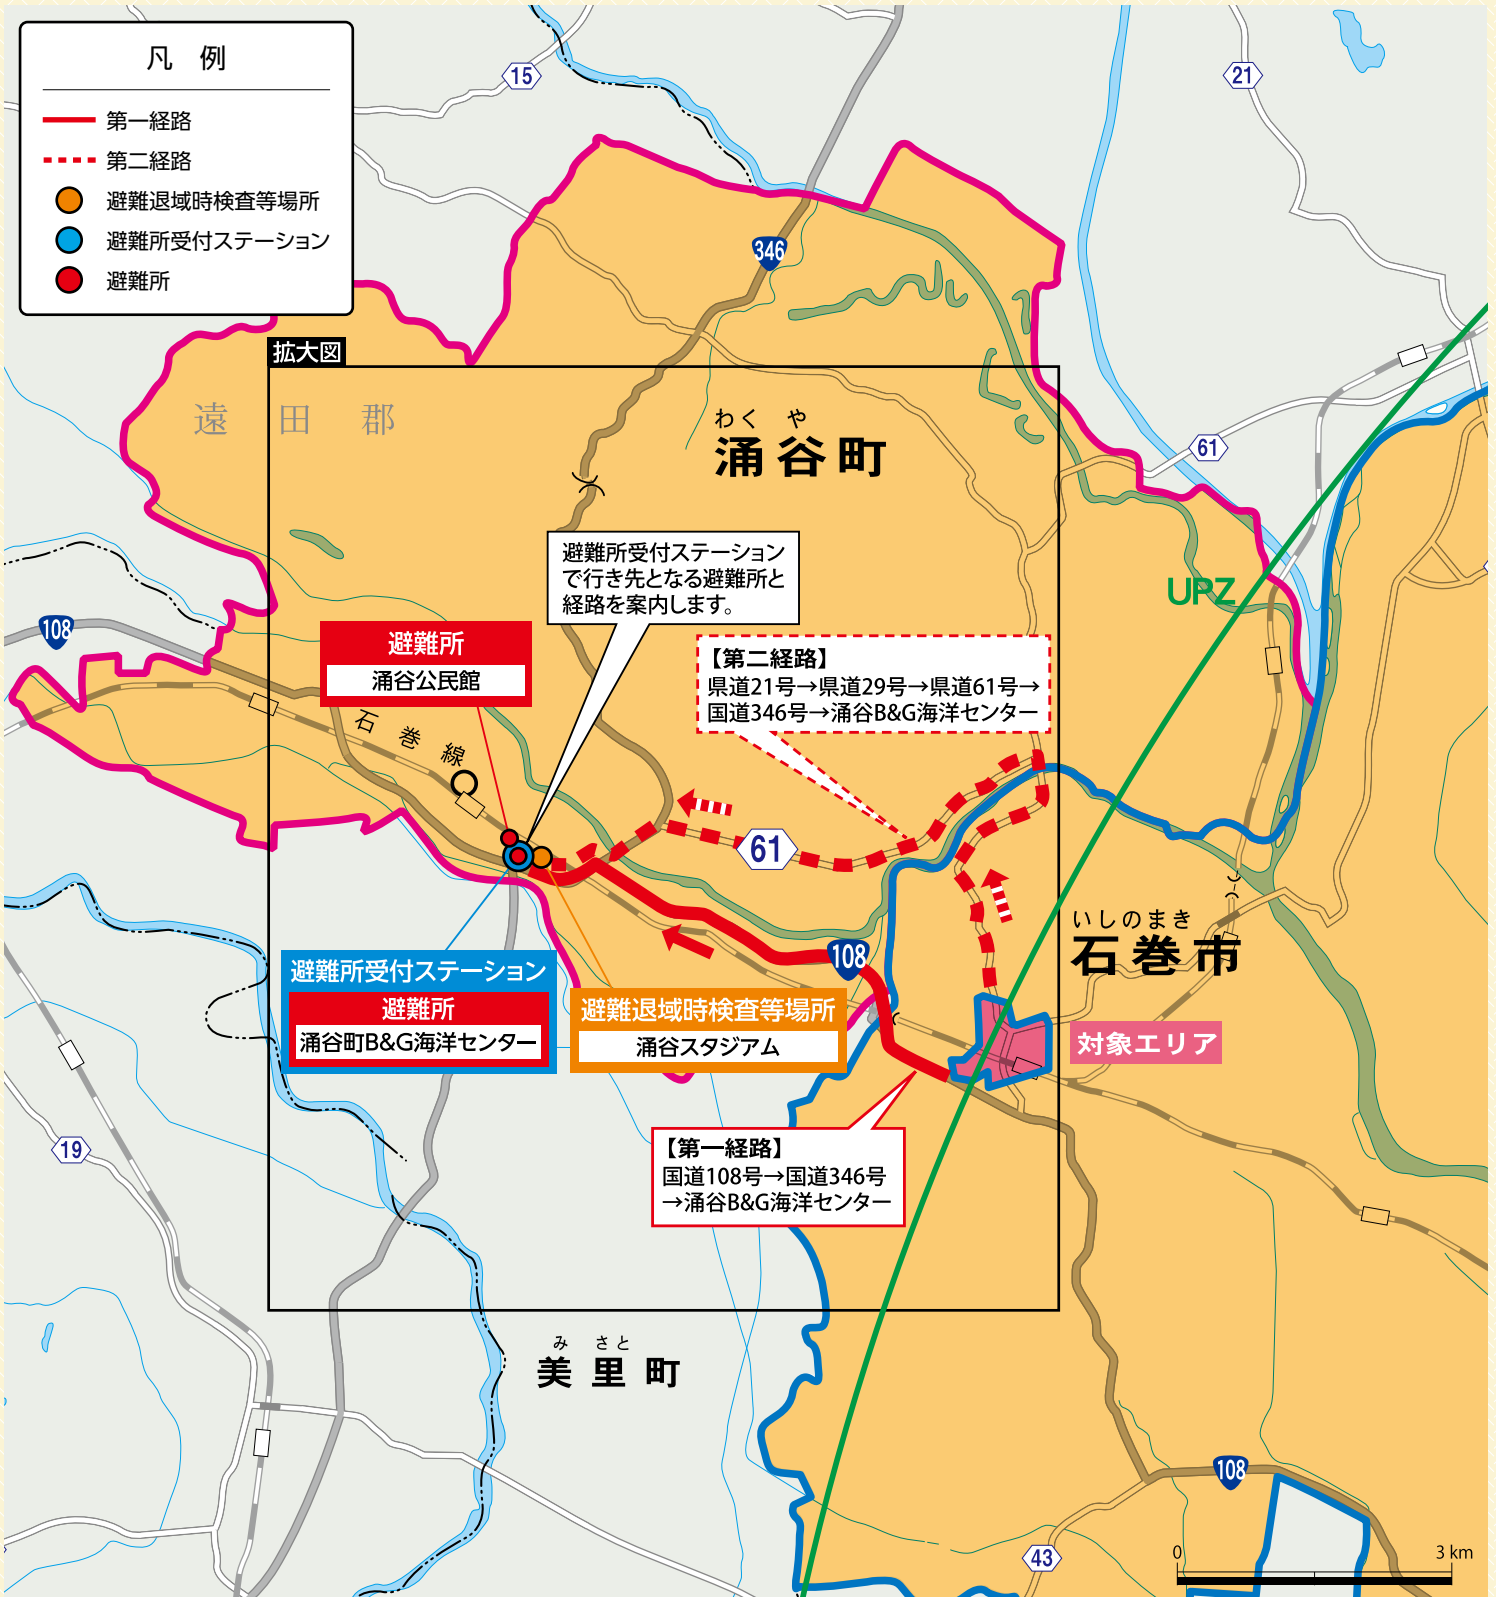 凡 例
第一経路
第二経路
避難退域時検査等場所
避難所受付ステーション
避難所
15
21
346
拡大図
遠 田 郡
わく や
涌谷町
61
避難所受付ステーション
で行き先となる避難所と
経路を案内します。
UPZ
108
避難所
涌谷公民館
【第二経路】
県道21号→県道29号→県道61号→
国道346号→涌谷B&G海洋センター
石 巻 線
61
いしのまき
石巻市
108
避難所受付ステーション
避難所
涌谷町B&G海洋センター
避難退域時検査等場所
涌谷スタジアム
対象エリア
19
【第一経路】
国道108号→国道346号
→涌谷B&G海洋センター
み さと
美里町
108
43
0
3 km